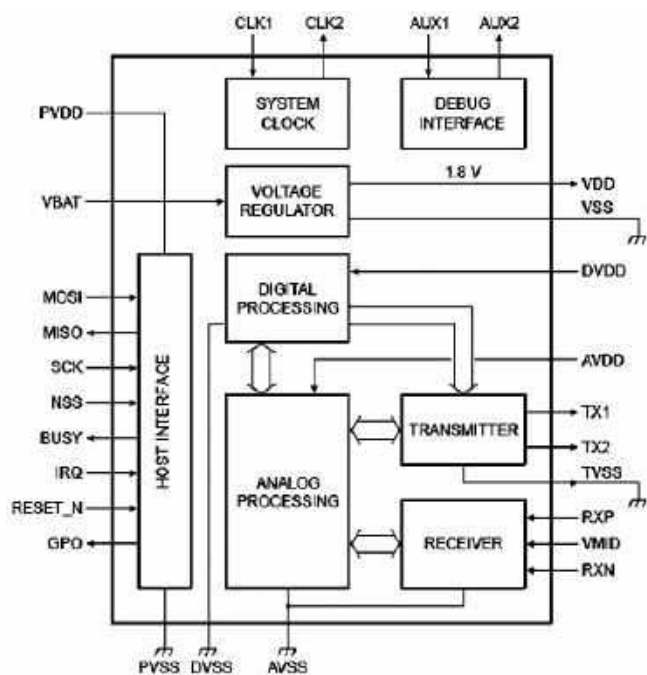 CLK1 CLK2 AUX1 AUX2
SYSTEM
CLOCK
DEBUG
INTERFACE
PVDD
VBAT
VOLTAGE
REGULATOR
1.8 V
VDD
VSS
DIGITAL
PROCESSING
DVDD
AVDD
MOSI
MISO
SCK
NSS
BUSY
IRQ
RESET_N
GPO
HOST INTERFACE
ANALOG
PROCESSING
TRANSMITTER
TX1
TX2
TVSS
RECEIVER
RXP
VMID
RXN
PVSS DVSS AVSS